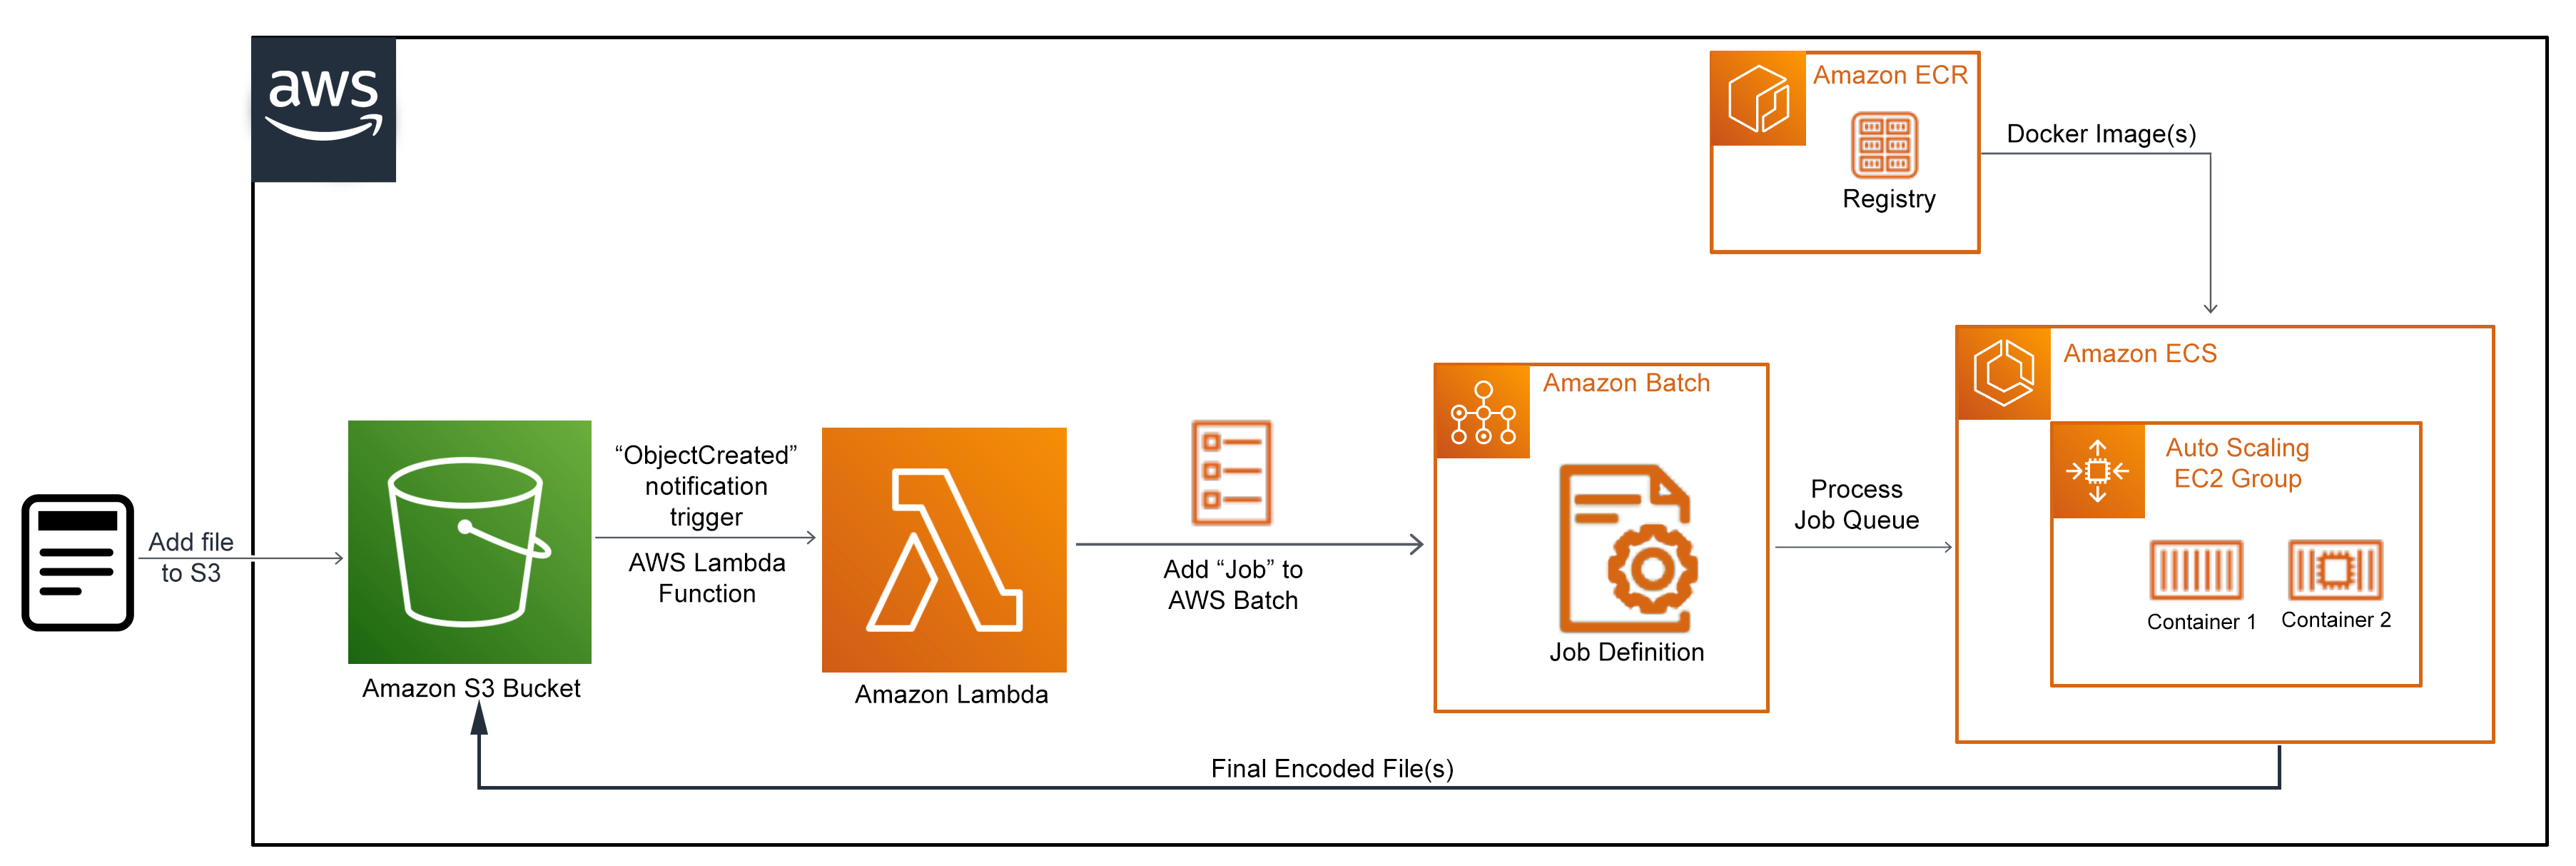 aws
Amazon ECR
Registry
Docker Image(s)
Add file
to S3
Amazon S3 Bucket
“ObjectCreated”
notification
trigger
AWS Lambda
Function
Amazon Lambda
Add “Job” to
AWS Batch
Amazon Batch
Job Definition
Process
Job Queue
Amazon ECS
Auto Scaling
EC2 Group
Container 1
Container 2
Final Encoded File(s)